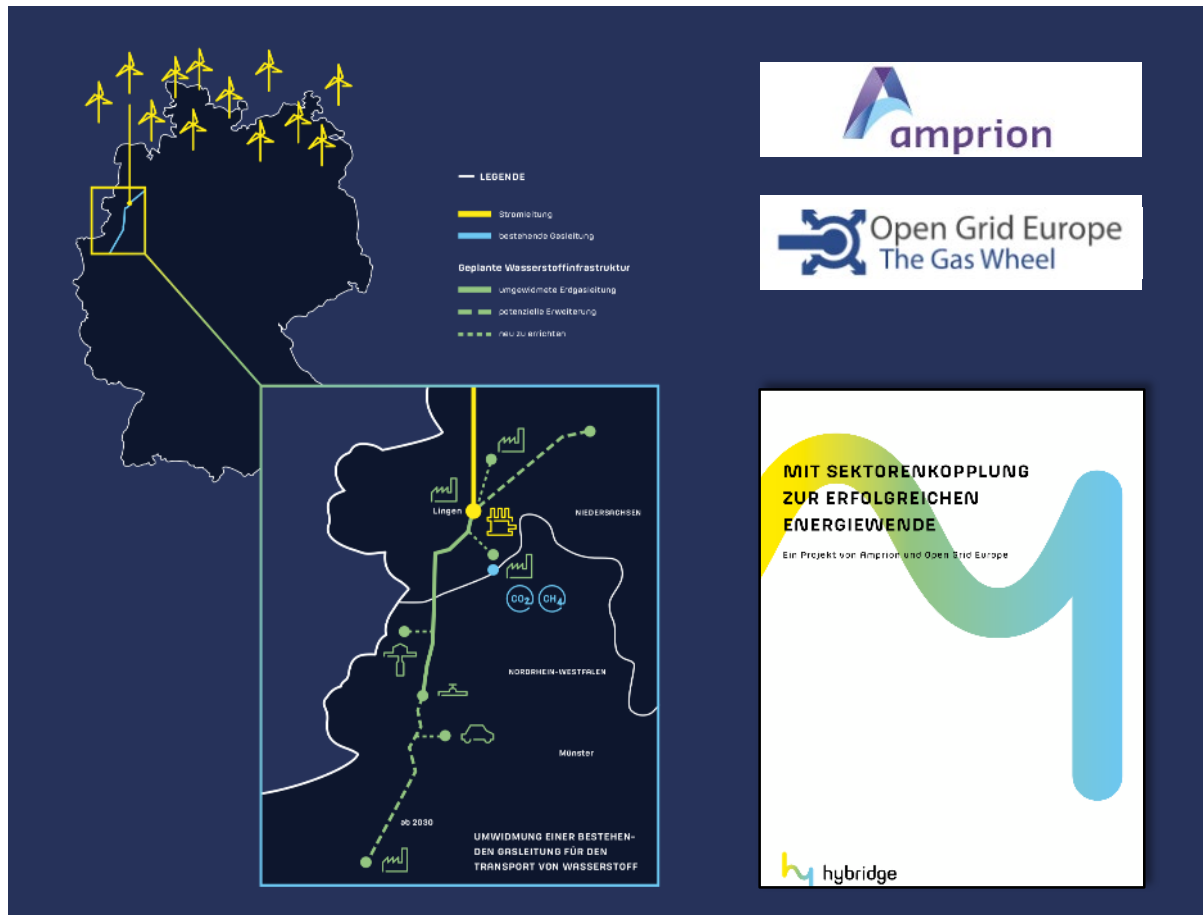 LEGENDE
Stromleitung
bestehende Gasleitung
Geplante Wasserstoffinfrastruktur
umgewidmete Erdgasleitung
potenzielle Erweiterung
neu zu errichten
amprion
Open Grid Europe
The Gas Wheel
Lingen
NIEDERSACHSEN
CO2 CH4
NORDRHEIN-WESTFALEN
Münster
ab 2030
UMWIDMUNG EINER BESTEHEN-
DEN GASLEITUNG FÜR DEN
TRANSPORT VON WASSERSTOFF
MIT SEKTORENKOPPLUNG
ZUR ERFOLGREICHEN
ENERGIEWENDE
Ein Projekt von Amprion und Open Grid Europe
hy hybridge